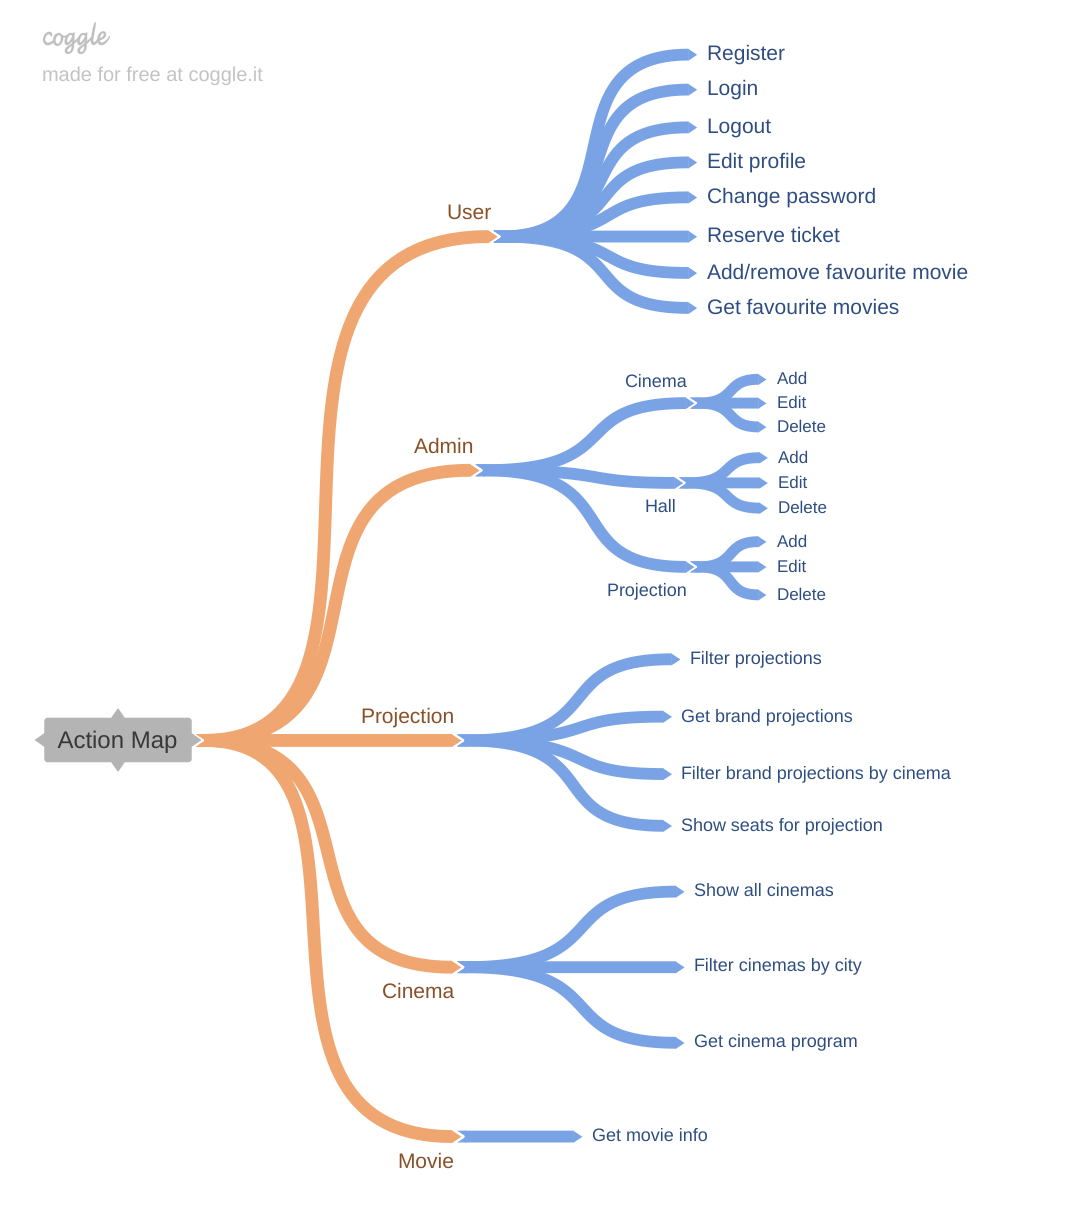 coggle
made for free at coggle.it
Action Map
User
Register
Login
Logout
Edit profile
Change password
Reserve ticket
Add/remove favourite movie
Get favourite movies
Admin
Cinema
Add
Edit
Delete
Hall
Add
Edit
Delete
Projection
Add
Edit
Delete
Projection
Filter projections
Get brand projections
Filter brand projections by cinema
Show seats for projection
Cinema
Show all cinemas
Filter cinemas by city
Get cinema program
Movie
Get movie info